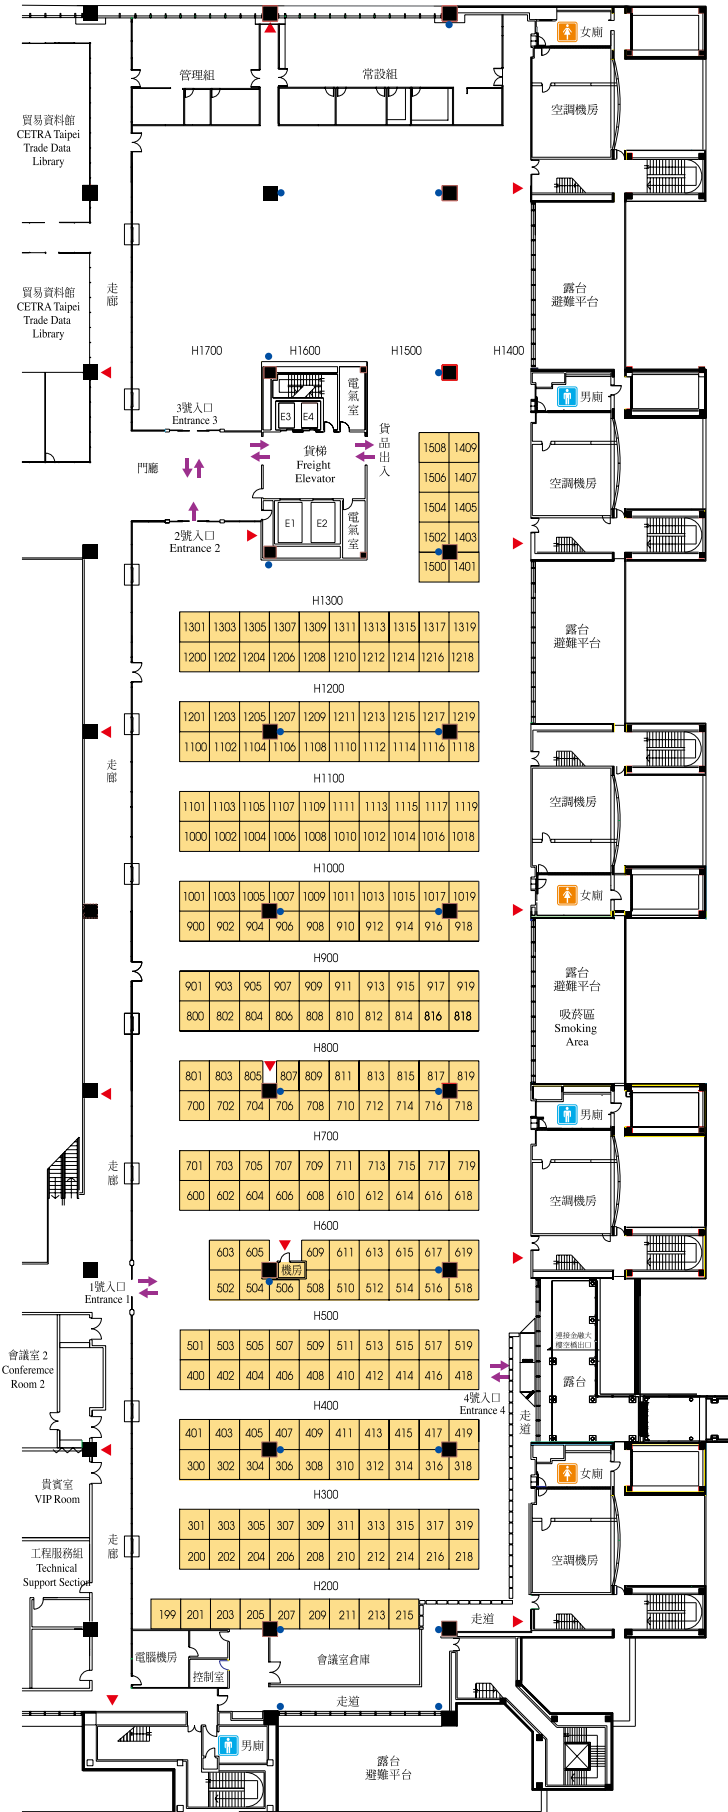 女廁
管理組
常設組
空調機房
貿易資料館
CETRA Taipei
Trade Data
Library
貿易資料館
CETRA Taipei
Trade Data
Library
走廊
露台
避難平台
H1700
H1600
H1500
H1400
電氣室
男廁
E3
E4
3號入口
Entrance 3
貨品出入
門廳
貨梯
Freight
Elevator
空調機房
1508 1409
1506 1407
1504 1405
1502 1403
1500 1401
E1
E2
電氣室
2號入口
Entrance 2
H1300
1301 1303 1305 1307 1309 1311 1313 1315 1317 1319
1200 1202 1204 1206 1208 1210 1212 1214 1216 1218
露台
避難平台
H1200
1201 1203 1205 1207 1209 1211 1213 1215 1217 1219
1100 1102 1104 1106 1108 1110 1112 1114 1116 1118
走廊
H1100
1101 1103 1105 1107 1109 1111 1113 1115 1117 1119
1000 1002 1004 1006 1008 1010 1012 1014 1016 1018
空調機房
H1000
1001 1003 1005 1007 1009 1011 1013 1015 1017 1019
900 902 904 906 908 910 912 914 916 918
女廁
H900
901 903 905 907 909 911 913 915 917 919
800 802 804 806 808 810 812 814 816 818
露台
避難平台
吸菸區
Smoking
Area
H800
801 803 805 807 809 811 813 815 817 819
700 702 704 706 708 710 712 714 716 718
男廁
H700
701 703 705 707 709 711 713 715 717 719
600 602 604 606 608 610 612 614 616 618
走廊
空調機房
H600
603 605 609 611 613 615 617 619
機房
502 504 506 508 510 512 514 516 518
1號入口
Entrance 1
H500
501 503 505 507 509 511 513 515 517 519
400 402 404 406 408 410 412 414 416 418
連接金融大
樓空橋出口
露台
會議室 2
Conferemce
Room 2
4號入口
Entrance 4
走道
H400
401 403 405 407 409 411 413 415 417 419
300 302 304 306 308 310 312 314 316 318
女廁
貴賓室
VIP Room
H300
301 303 305 307 309 311 313 315 317 319
200 202 204 206 208 210 212 214 216 218
走廊
工程服務組
Technical
Support Section
空調機房
H200
199 201 203 205 207 209 211 213 215
走道
電腦機房
控制室
會議室倉庫
走道
男廁
露台
避難平台